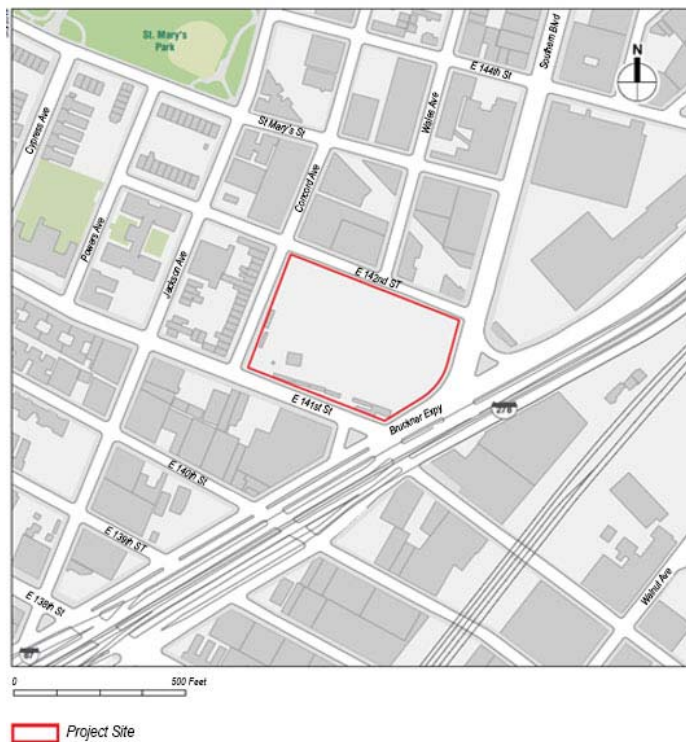 St. Mary's
Park
E 144th St
Southern Blvd
N
Cypress Ave
St Mary's St
Wales Ave
Concord Ave
Powers Ave
Jackson Ave
E 142nd ST
E 141st St
Bruckner Expy
278
E 140th St
E 139th ST
E 138th St
Walnut Ave
87
0
500 Feet
Project Site